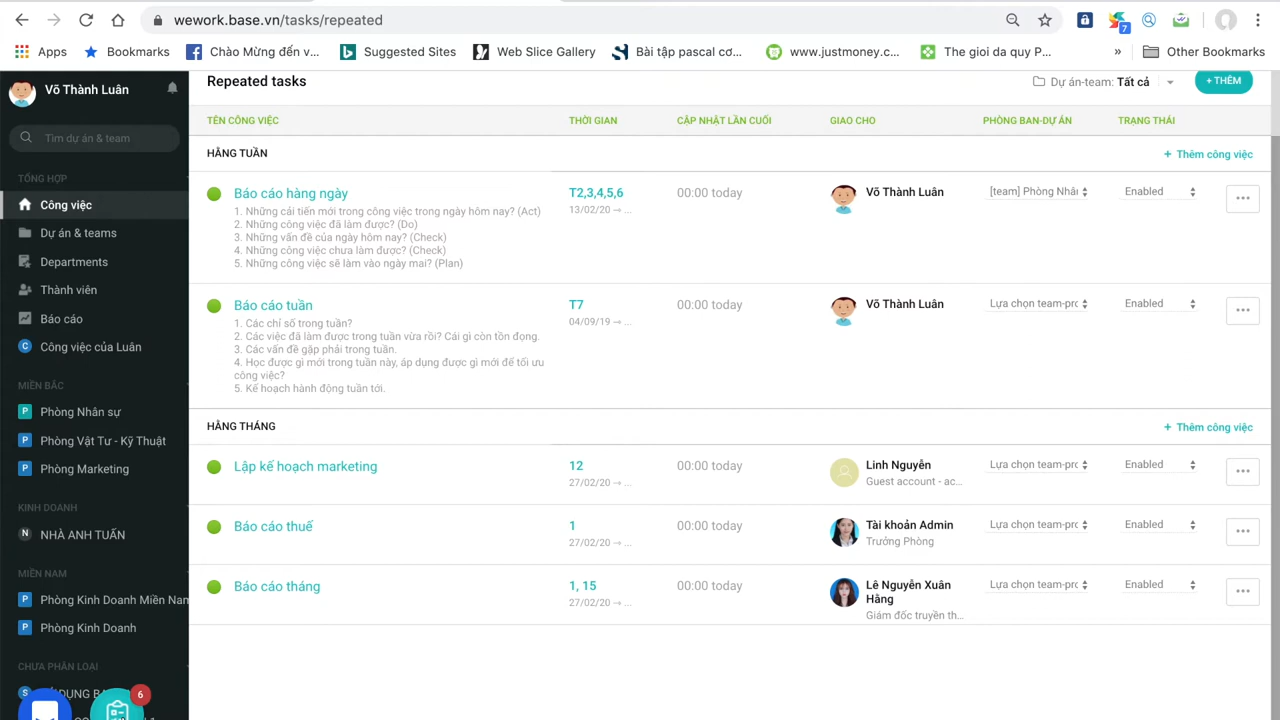 wework.base.vn/tasks/repeated
7
Apps
Bookmarks
Chào Mừng đến v...
Suggested Sites
Web Slice Gallery
Bài tập pascal cơ...
www.justmoney.c...
The gioi da quy P...
»
Other Bookmarks
Võ Thành Luân
Tìm dự án & team
TỔNG HỢP
Công việc
Dự án & teams
Departments
Thành viên
Báo cáo
C Công việc của Luân
MIỀN BẮC
P Phòng Nhân sự
P Phòng Vật Tư - Kỹ Thuật
P Phòng Marketing
KINH DOANH
N NHÀ ANH TUẤN
MIỀN NAM
P Phòng Kinh Doanh Miền Nam
P Phòng Kinh Doanh
CHƯA PHÂN LOẠI
6
Repeated tasks
Dự án-team: Tất cả
+ THÊM
TÊN CÔNG VIỆC THỜI GIAN CẬP NHẬT LẦN CUỐI GIAO CHO PHÒNG BAN-DỰ ÁN TRẠNG THÁI
HẰNG TUẦN
+ Thêm công việc
Báo cáo hàng ngày
1. Những cải tiến mới trong công việc trong ngày hôm nay? (Act)
2. Những công việc đã làm được? (Do)
3. Những vấn đề của ngày hôm nay? (Check)
4. Những công việc chưa làm được? (Check)
5. Những công việc sẽ làm vào ngày mai? (Plan)
T2,3,4,5,6
13/02/20 → ...
00:00 today
Võ Thành Luân
[team] Phòng Nhâ
Enabled
Báo cáo tuần
1. Các chỉ số trong tuần?
2. Các việc đã làm được trong tuần vừa rồi? Cái gì còn tồn đọng.
3. Các vấn đề gặp phải trong tuần.
4. Học được gì mới trong tuần này, áp dụng được gì mới để tối ưu
công việc?
5. Kế hoạch hành động tuần tới.
T7
04/09/19 → ...
00:00 today
Võ Thành Luân
Lựa chọn team-prc
Enabled
HẰNG THÁNG
+ Thêm công việc
Lập kế hoạch marketing
12
27/02/20 → ...
00:00 today
Linh Nguyễn
Guest account - ac...
Lựa chọn team-prc
Enabled
Báo cáo thuế
1
27/02/20 → ...
00:00 today
Tài khoản Admin
Trưởng Phòng
Lựa chọn team-prc
Enabled
Báo cáo tháng
1, 15
27/02/20 → ...
00:00 today
Lê Nguyễn Xuân
Hằng
Giám đốc truyền th...
Lựa chọn team-prc
Enabled